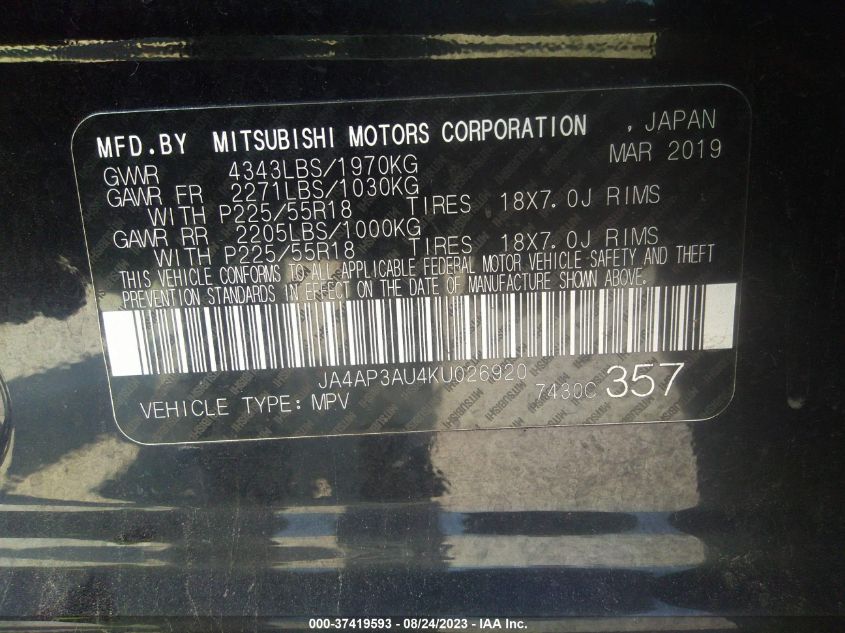 MFD.BY MITSUBISHI MOTORS CORPORATION , JAPAN
GVWR 4343LBS/1970KG MAR 2019
GAWR FR 2271LBS/1030KG
WITH P225/55R18 TIRES 18X7.0J RIMS
GAWR RR 2205LBS/1000KG
WITH P225/55R18 TIRES 18X7.0J RIMS
THIS VEHICLE CONFORMS TO ALL APPLICABLE FEDERAL MOTOR VEHICLE SAFETY AND THEFT
PREVENTION STANDARDS IN EFFECT ON THE DATE OF MANUFACTURE SHOWN ABOVE.
JA4AP3AU4KU026920
7430C 357
VEHICLE TYPE: MPV
000-37419593 - 08/24/2023 - IAA Inc.